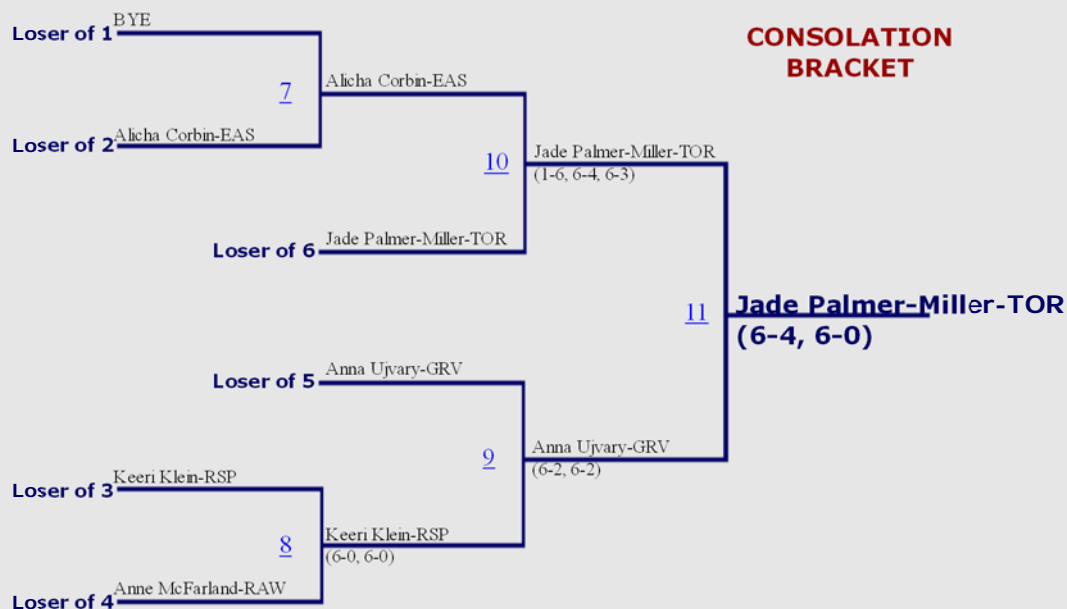 BYE
Loser of 1
CONSOLATION
BRACKET
7
Alicha Corbin-EAS
Loser of 2
Alicha Corbin-EAS
10
Jade Palmer-Miller-TOR
(1-6, 6-4, 6-3)
Loser of 6
Jade Palmer-Miller-TOR
11
Jade Palmer-Miller-TOR
(6-4, 6-0)
Loser of 5
Anna Ujvary-GRV
9
Anna Ujvary-GRV
(6-2, 6-2)
Loser of 3
Keeri Klein-RSP
8
Keeri Klein-RSP
(6-0, 6-0)
Loser of 4
Anne McFarland-RAW